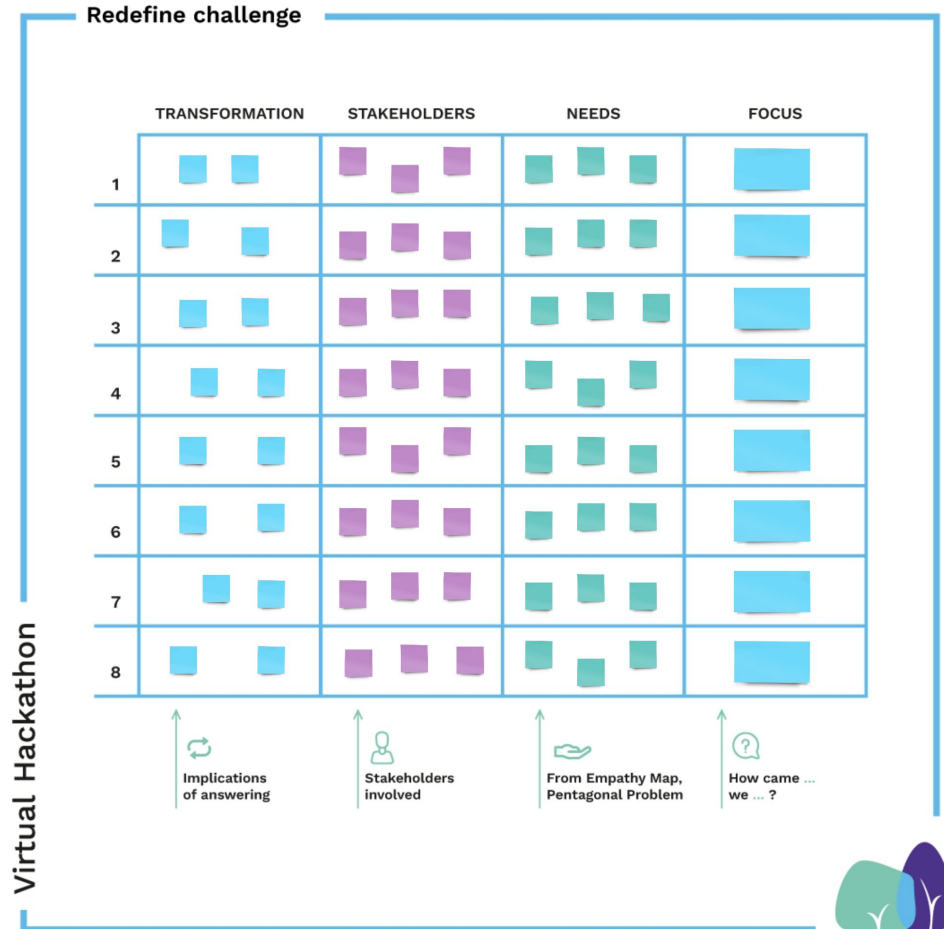 Redefine challenge
TRANSFORMATION STAKEHOLDERS NEEDS FOCUS
1
2
3
4
5
6
7
8
Implications
of answering
Stakeholders
involved
From Empathy Map,
Pentagonal Problem
How came ...
we ... ?
Virtual Hackathon